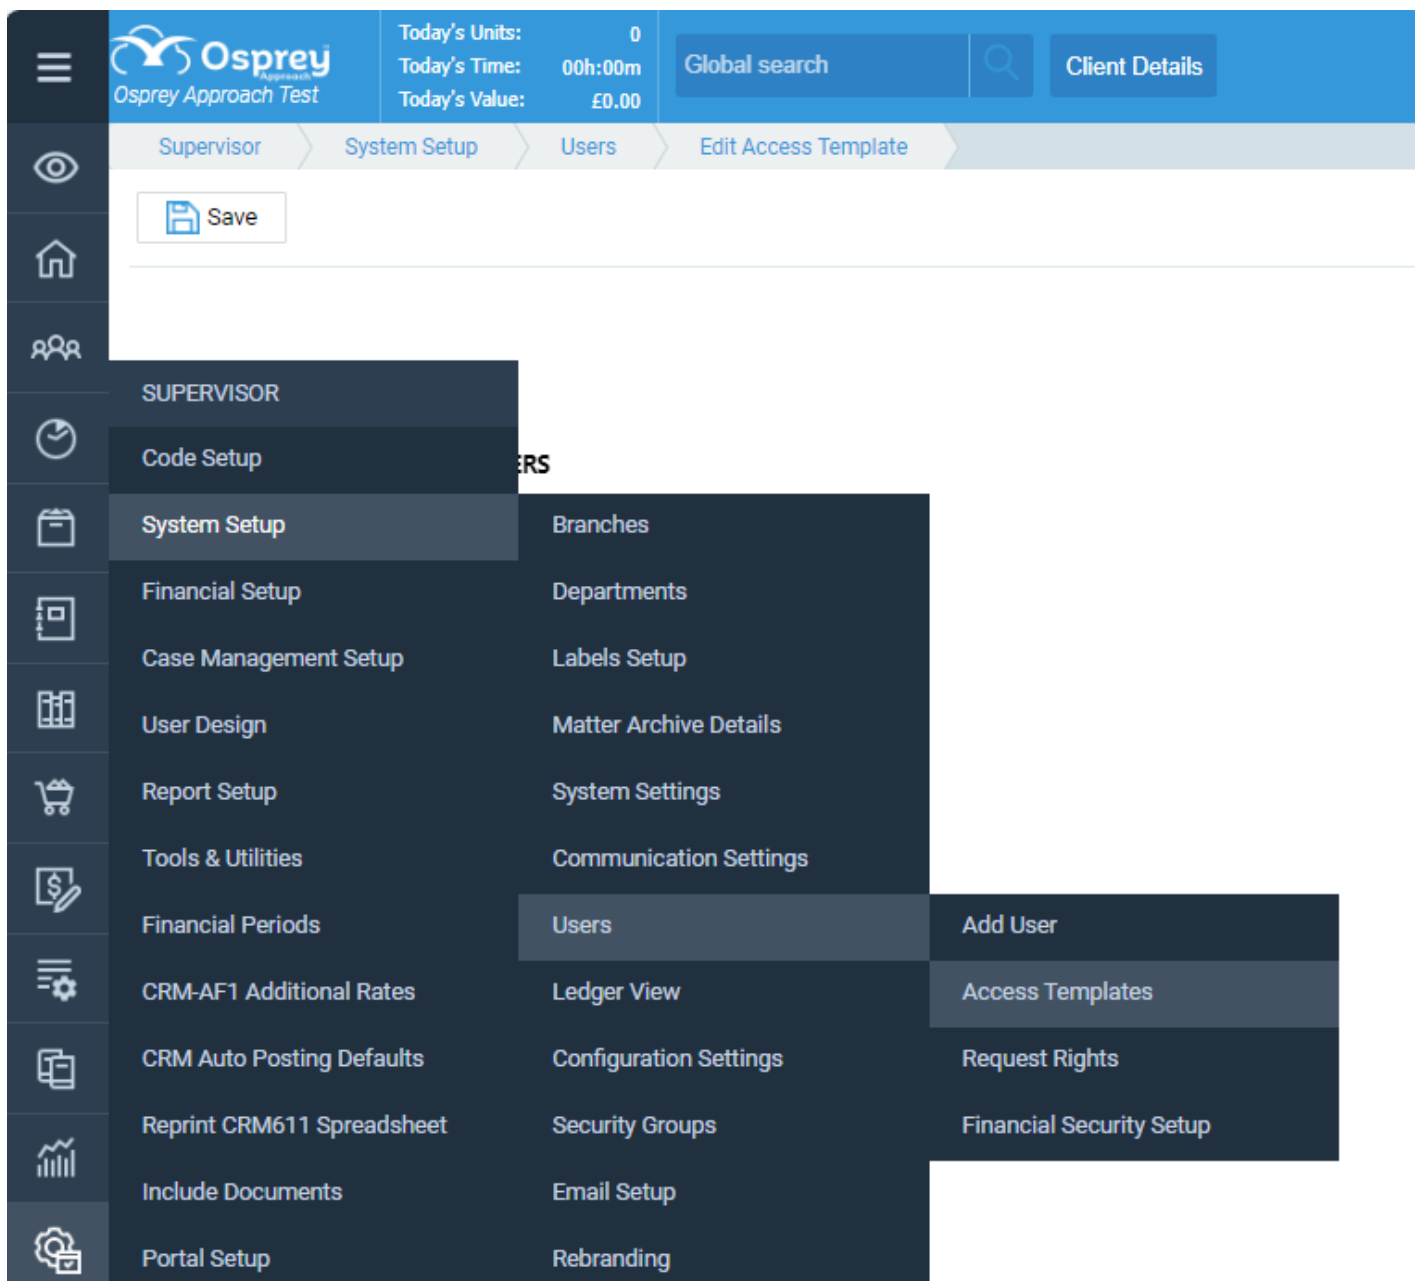 Osprey
Approach
Osprey Approach Test
Today's Units: 0
Today's Time: 00h:00m
Today's Value: £0.00
Global search
Client Details
Supervisor
System Setup
Users
Edit Access Template
Save
SUPERVISOR
Code Setup
ERS
System Setup
Financial Setup
Case Management Setup
User Design
Report Setup
Tools & Utilities
Financial Periods
CRM-AF1 Additional Rates
CRM Auto Posting Defaults
Reprint CRM611 Spreadsheet
Include Documents
Portal Setup
Branches
Departments
Labels Setup
Matter Archive Details
System Settings
Communication Settings
Users
Ledger View
Configuration Settings
Security Groups
Email Setup
Rebranding
Add User
Access Templates
Request Rights
Financial Security Setup